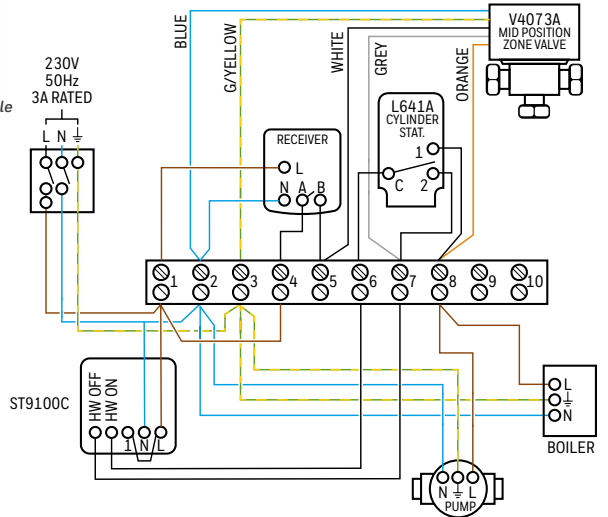 V4073A
MID POSITION
ZONE VALVE
BLUE
G/YELLOW
WHITE
GREY
ORANGE
230V
50Hz
3A RATED
le
L N
L641A
CYLINDER
STAT.
1
C 2
RECEIVER
L
N A B
1 2 3 4 5 6 7 8 9 10
ST9100C
HW OFF
HW ON
1 N L
L
N
BOILER
N L
PUMP